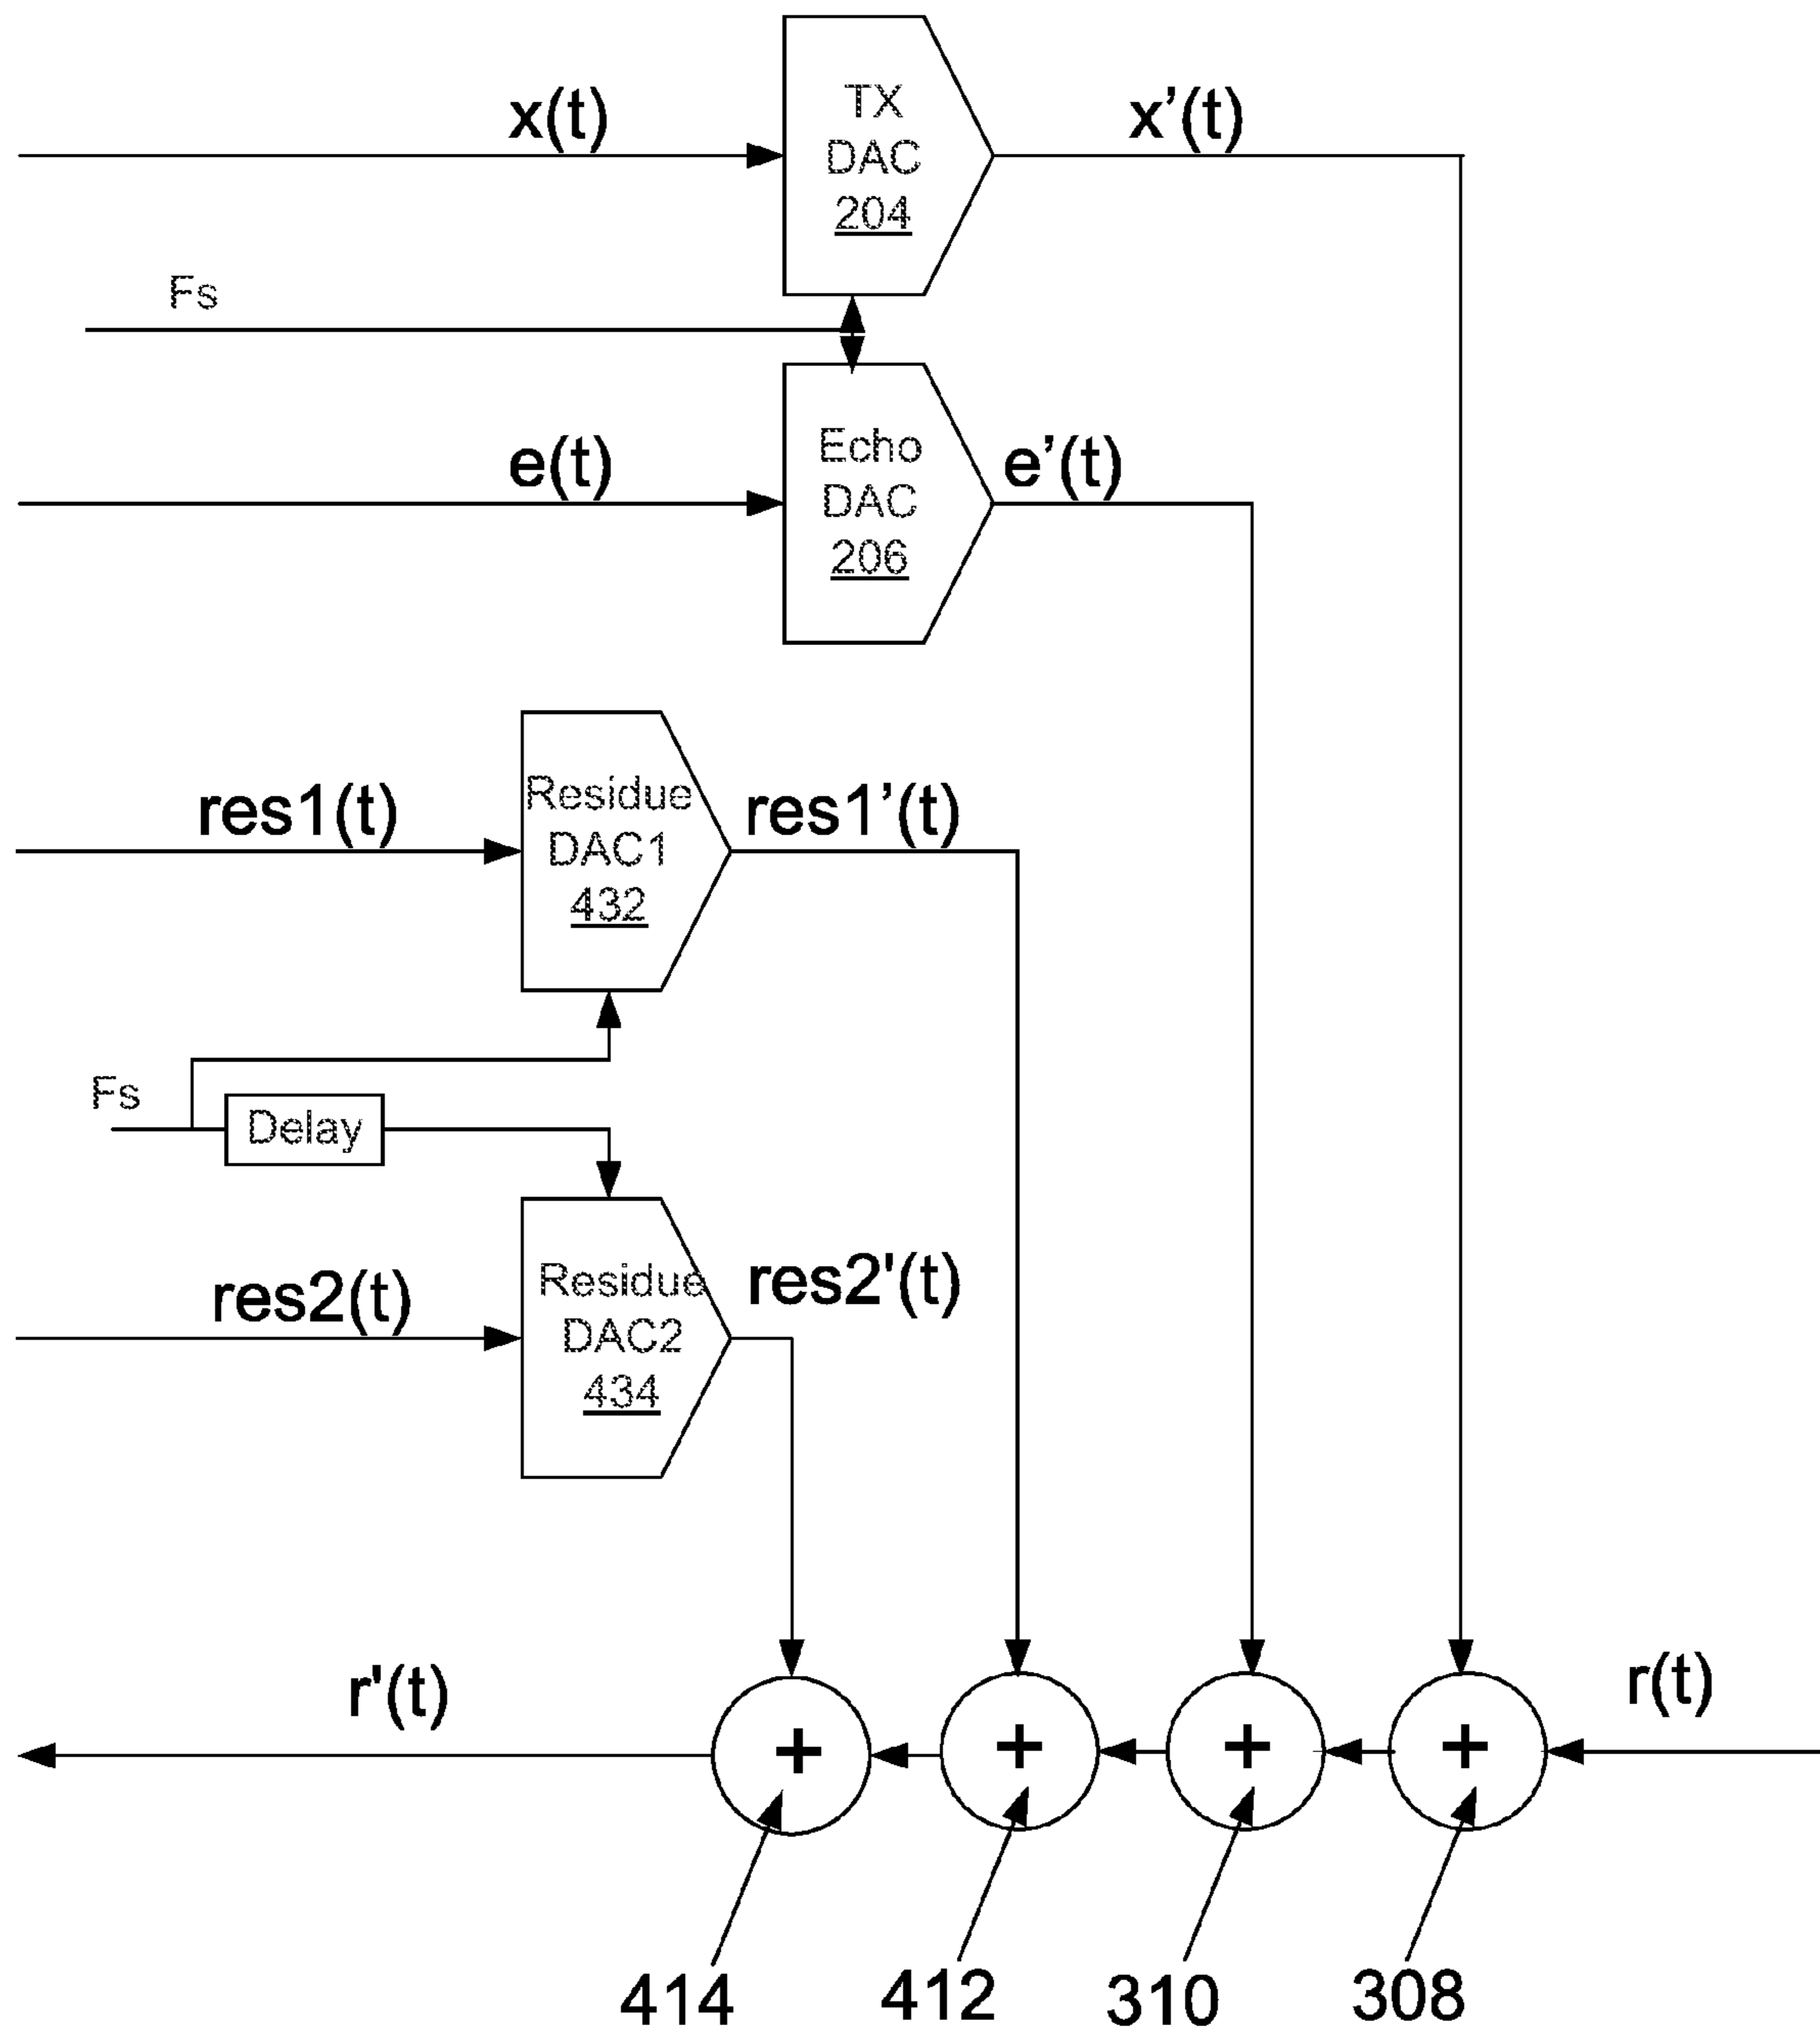 TX
DAC
204
x(t)
x’(t)
Fs
Echo
DAC
206
e(t)
e’(t)
Residue
DAC1
432
res1(t)
res1’(t)
Fs
Delay
Residue
DAC2
434
res2(t)
res2'(t)
r'(t)
+
+
+
+
r(t)
414
412
310
308